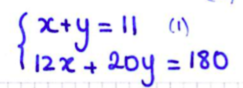 x+y = 11 (1)
12x + 20y = 180